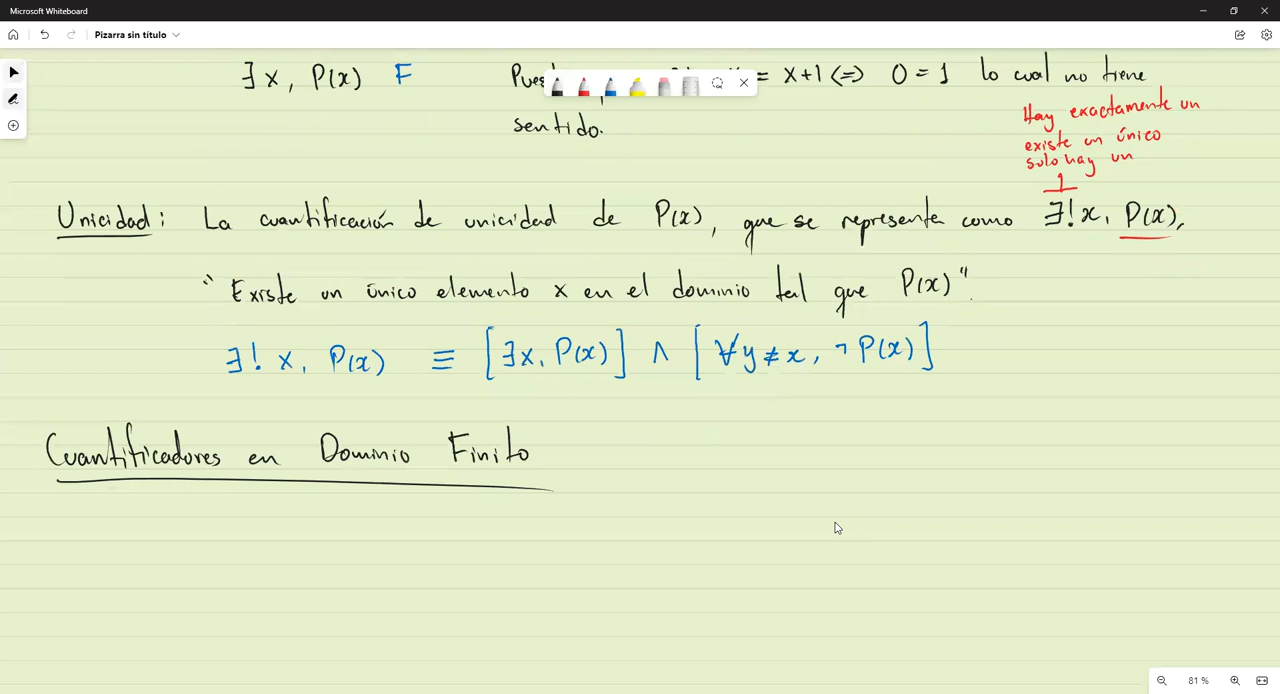 Microsoft Whiteboard
Pizarra sin título
∃ x, P(x) F
= x+1 (=) 0 = 1 lo cual no tiene
sentido.
Hay exactamente un
existe un único
solo hay un
1
Unicidad: La cuantificación de unicidad de P(x), que se representa como ∃! x, P(x),
"Existe un único elemento x en el dominio tal que P(x)".
∃! x, P(x) ≡ [∃x, P(x)] ∧ [∀y ≠ x, ¬ P(x)]
Cuantificadores en Dominio Finito
81 %